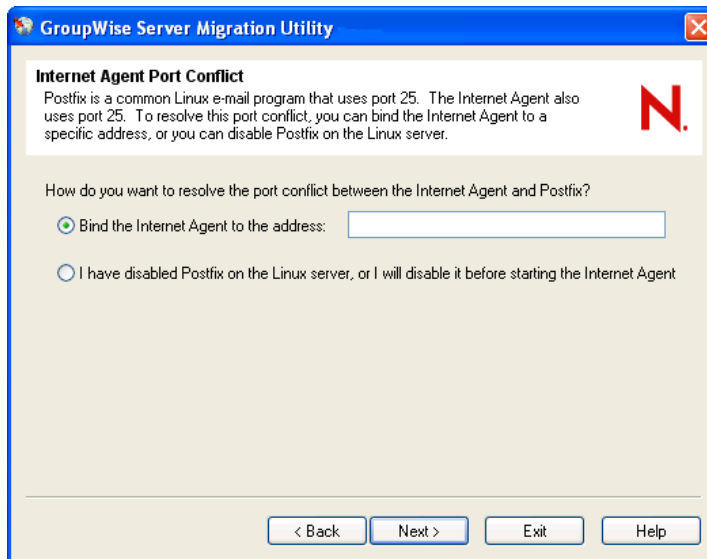 GroupWise Server Migration Utility
Internet Agent Port Conflict
Postfix is a common Linux e-mail program that uses port 25. The Internet Agent also
uses port 25. To resolve this port conflict, you can bind the Internet Agent to a
specific address, or you can disable Postfix on the Linux server.
N.
How do you want to resolve the port conflict between the Internet Agent and Postfix?
Bind the Internet Agent to the address:
I have disabled Postfix on the Linux server, or I will disable it before starting the Internet Agent
< Back Next > Exit Help